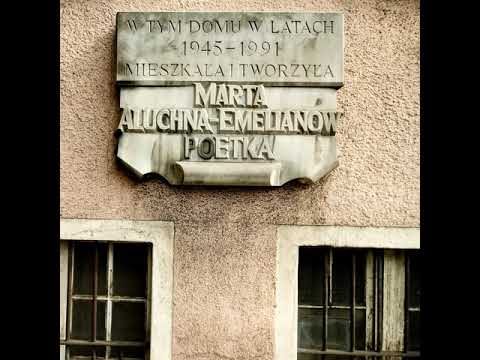 W TYM DOMU W LATACH
1945-1991
MIESZKAŁA I TWORZYŁA
MARTA
ALUCHNA-EMELIANOW
POETKA